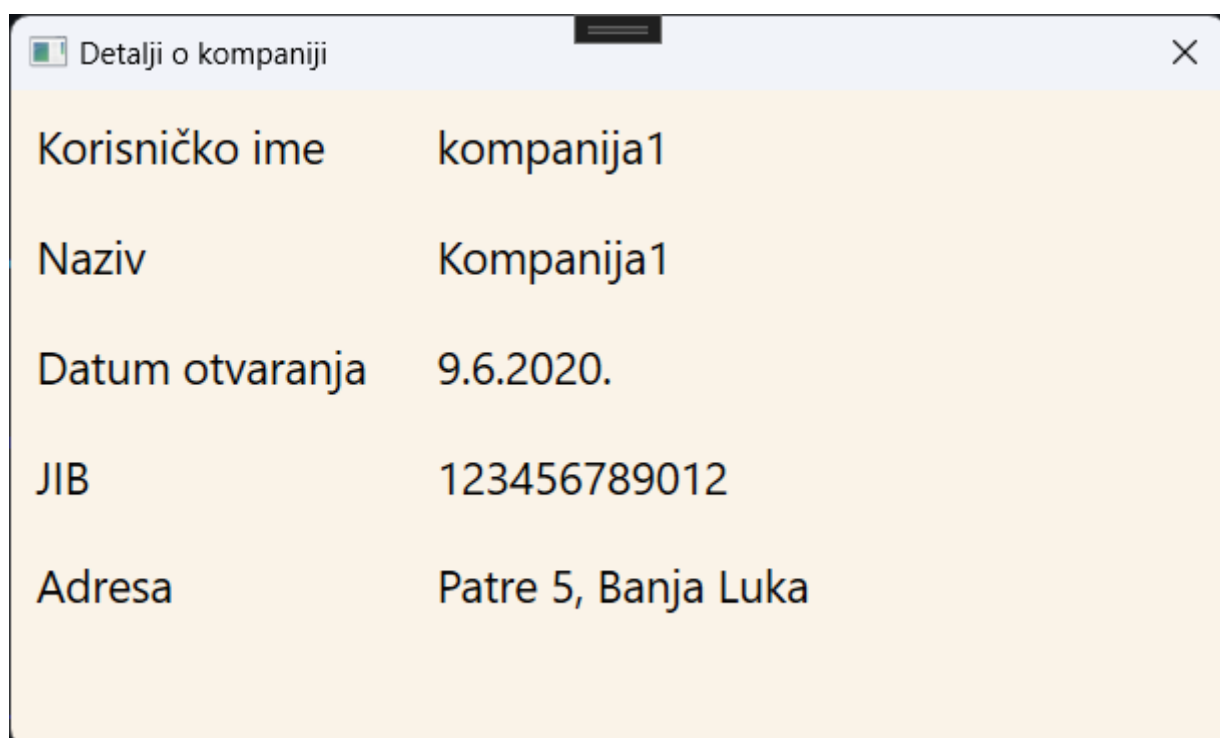 Detalji o kompaniji
Korisničko ime kompanija1
Naziv Kompanija1
Datum otvaranja 9.6.2020.
JIB 123456789012
Adresa Patre 5, Banja Luka